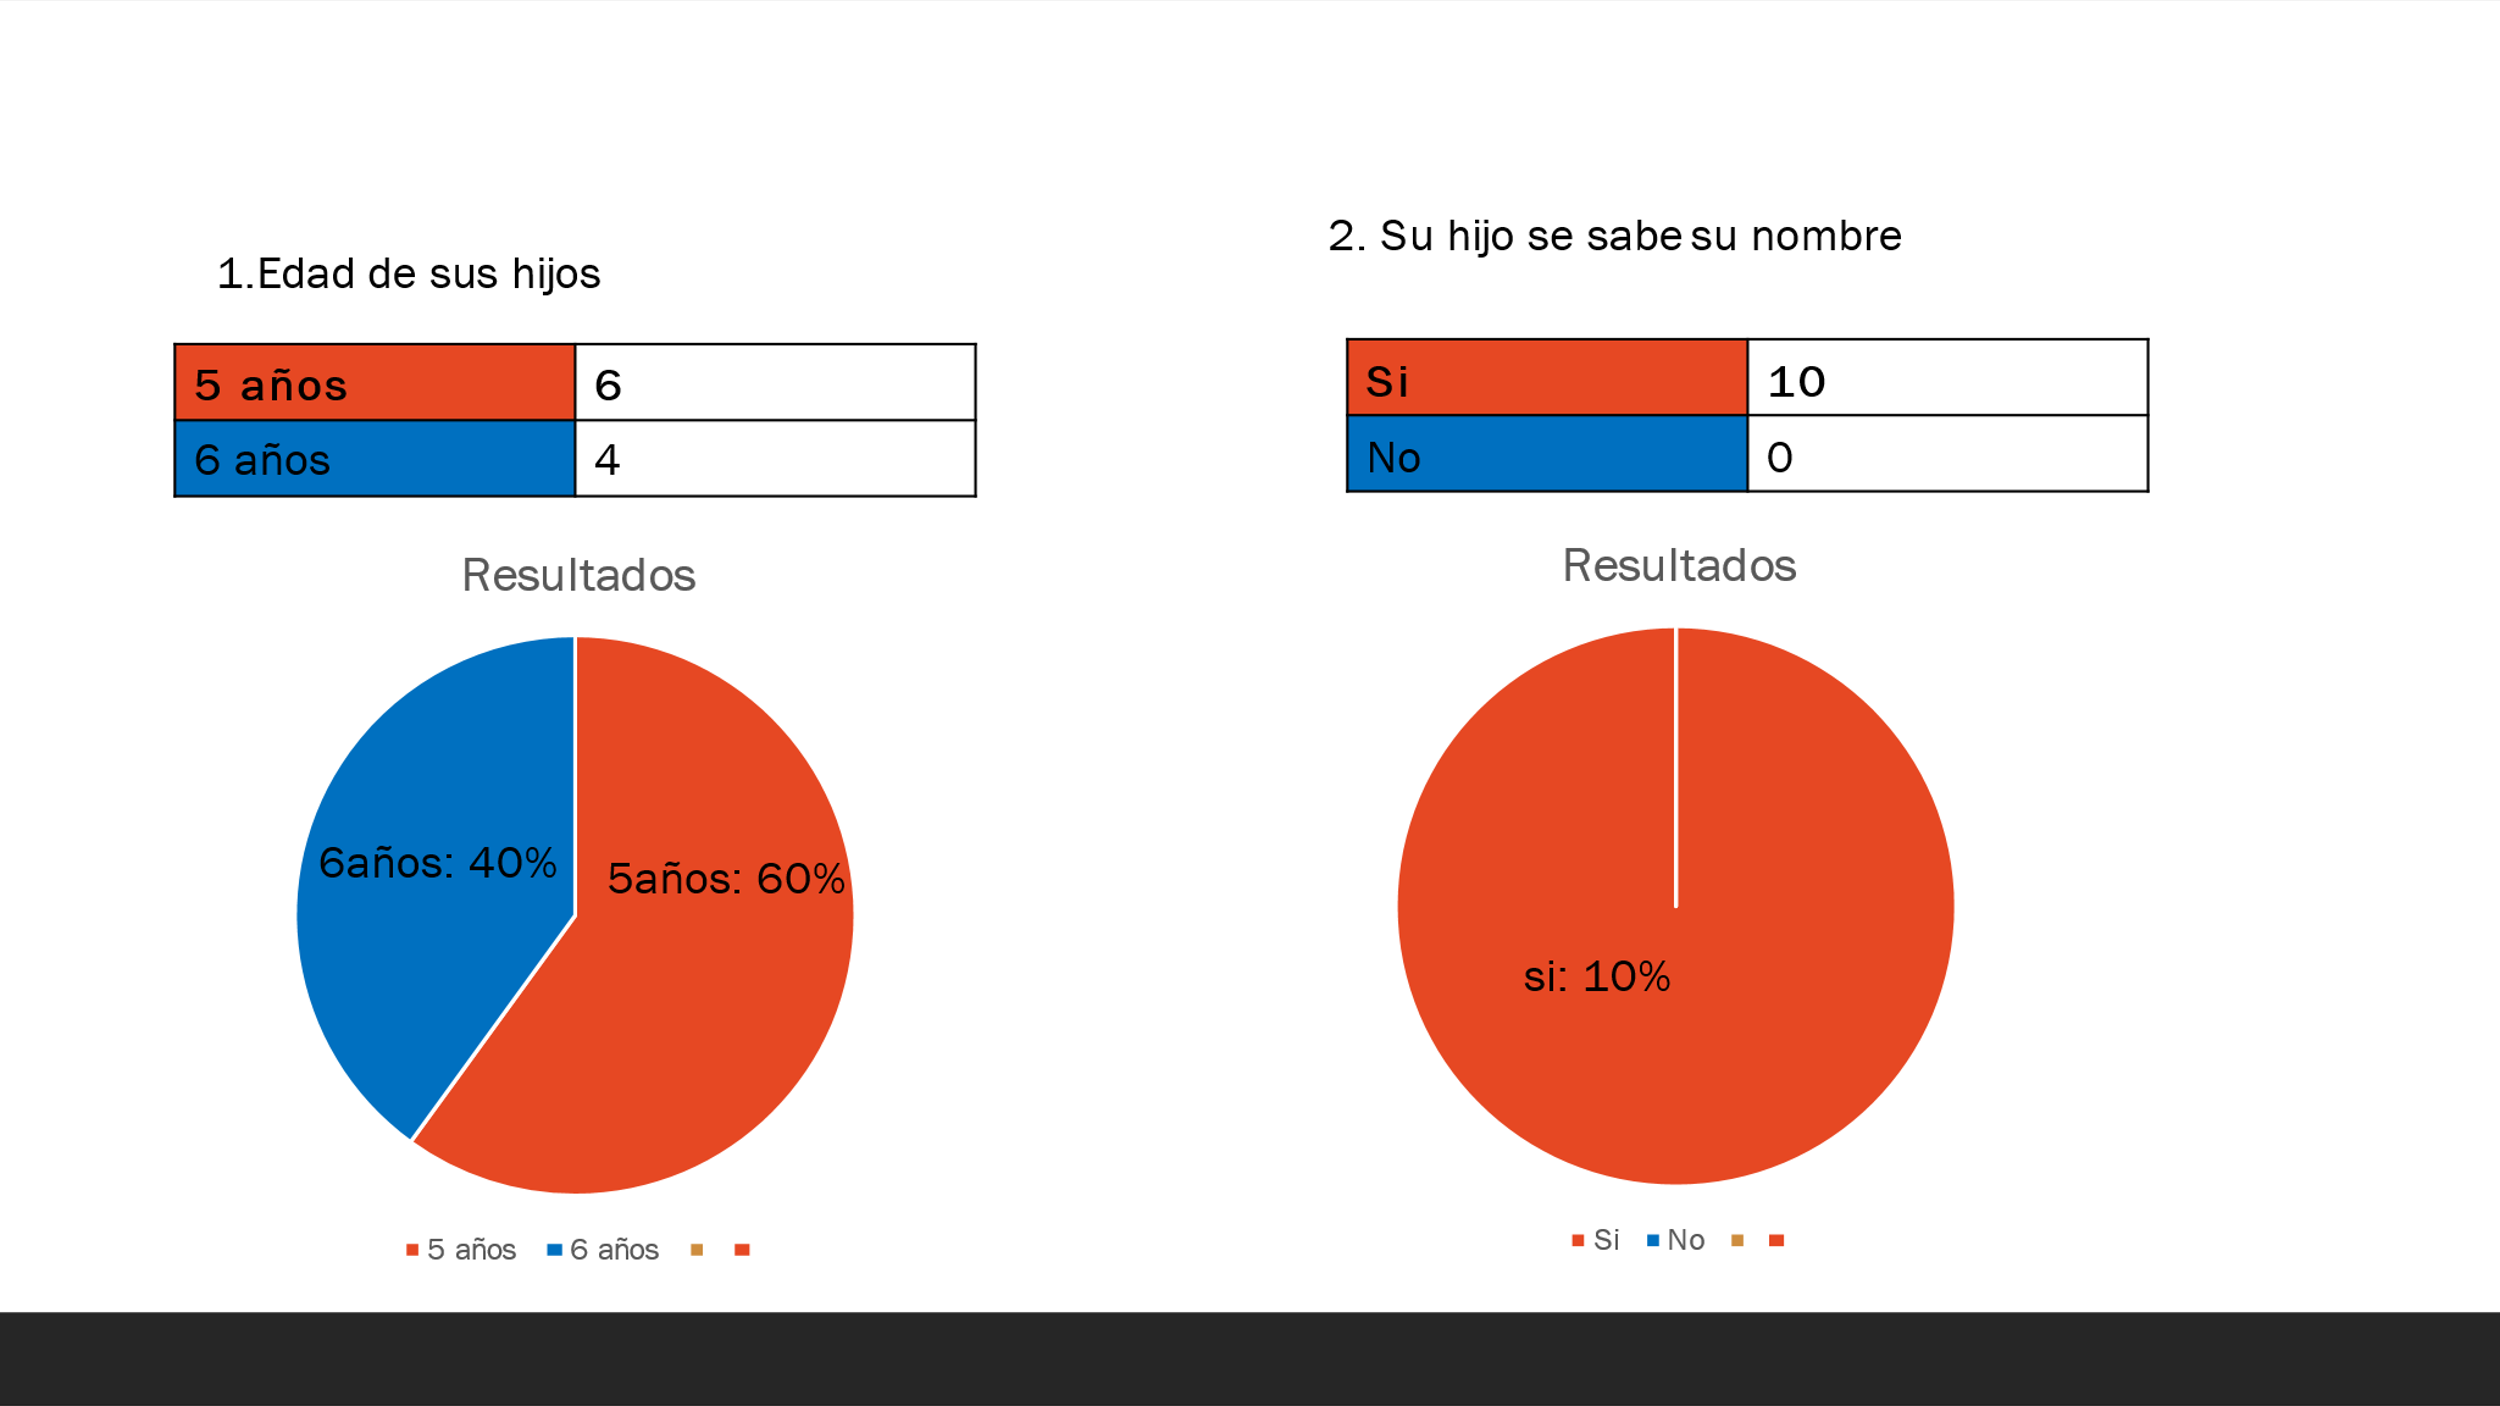 1.Edad de sus hijos
5 años 6
6 años 4
Resultados
6años: 40%
5años: 60%
5 años 6 años
2. Su hijo se sabe su nombre
Si 10
No 0
Resultados
si: 10%
Si No